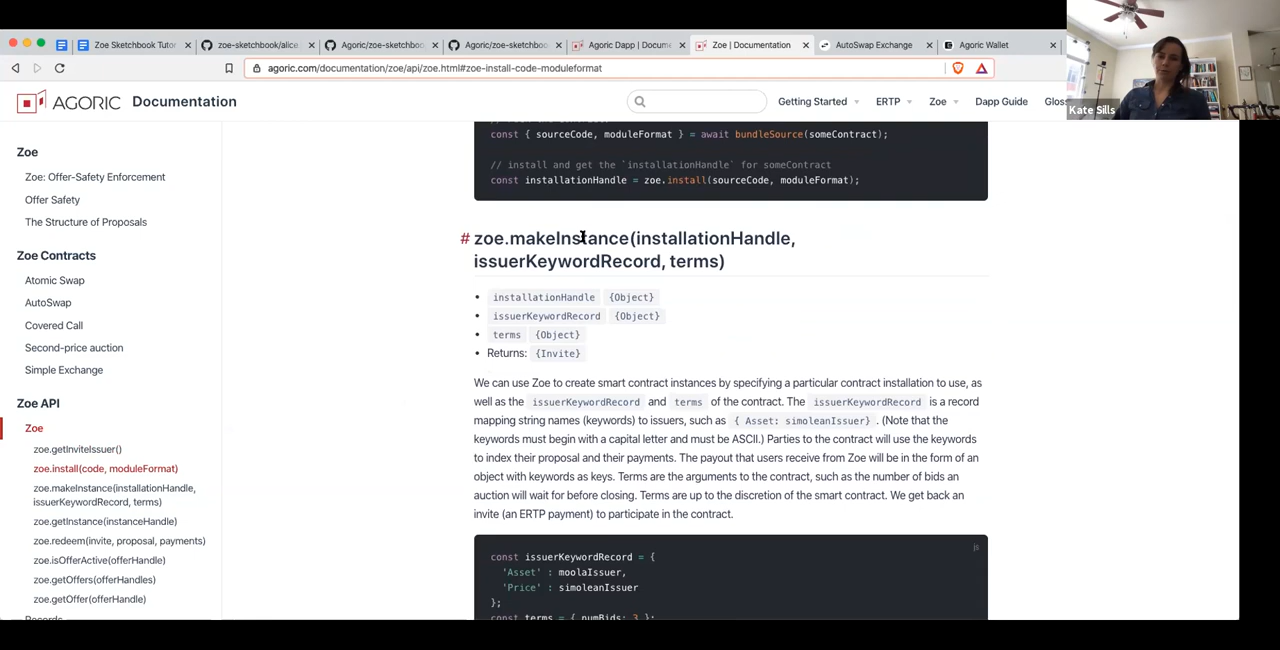 Zoe Sketchbook Tutor
zoe-sketchbook/alice.
Agoric/zoe-sketchboo
Agoric/zoe-sketchboo
Agoric Dapp | Docume
Zoe | Documentation
AutoSwap Exchange
Agoric Wallet
agoric.com/documentation/zoe/api/zoe.html#zoe-install-code-moduleformat
AGORIC Documentation
Getting Started
ERTP
Zoe
Dapp Guide
Glos
Kate Sills
Zoe
Zoe: Offer-Safety Enforcement
Offer Safety
The Structure of Proposals
Zoe Contracts
Atomic Swap
AutoSwap
Covered Call
Second-price auction
Simple Exchange
Zoe API
Zoe
zoe.getInviteIssuer()
zoe.install(code, moduleFormat)
zoe.makeInstance(installationHandle,
issuerKeywordRecord, terms)
zoe.getInstance(instanceHandle)
zoe.redeem(invite, proposal, payments)
zoe.isOfferActive(offerHandle)
zoe.getOffers(offerHandles)
zoe.getOffer(offerHandle)
Records
const { sourceCode, moduleFormat } = await bundleSource(someContract);
// install and get the `installationHandle` for someContract
const installationHandle = zoe.install(sourceCode, moduleFormat);
# zoe.makeInstance(installationHandle,
issuerKeywordRecord, terms)
• installationHandle {Object}
• issuerKeywordRecord {Object}
• terms {Object}
• Returns: {Invite}
We can use Zoe to create smart contract instances by specifying a particular contract installation to use, as
well as the issuerKeywordRecord and terms of the contract. The issuerKeywordRecord is a record
mapping string names (keywords) to issuers, such as { Asset: simoleanIssuer} . (Note that the
keywords must begin with a capital letter and must be ASCII.) Parties to the contract will use the keywords
to index their proposal and their payments. The payout that users receive from Zoe will be in the form of an
object with keywords as keys. Terms are the arguments to the contract, such as the number of bids an
auction will wait for before closing. Terms are up to the discretion of the smart contract. We get back an
invite (an ERTP payment) to participate in the contract.
js
const issuerKeywordRecord = {
'Asset' : moolaIssuer,
'Price' : simoleanIssuer
};
const terms = { numBids: 3 };